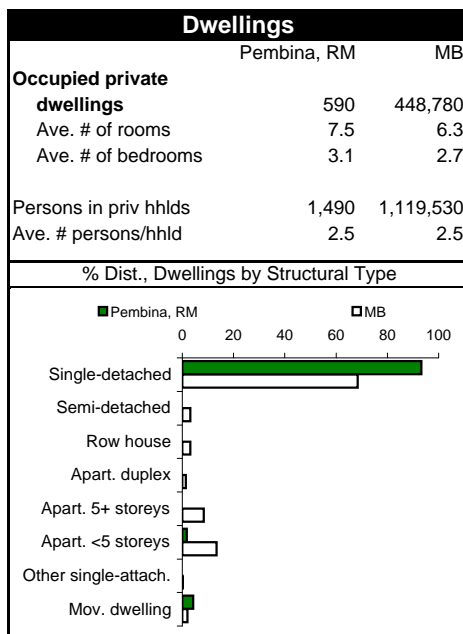 Dwellings
Pembina, RM MB
Occupied private
dwellings 590 448,780
Ave. # of rooms 7.5 6.3
Ave. # of bedrooms 3.1 2.7
Persons in priv hhlds 1,490 1,119,530
Ave. # persons/hhld 2.5 2.5
% Dist., Dwellings by Structural Type
Pembina, RM MB
0 20 40 60 80 100
Single-detached
Semi-detached
Row house
Apart. duplex
Apart. 5+ storeys
Apart. <5 storeys
Other single-attach.
Mov. dwelling